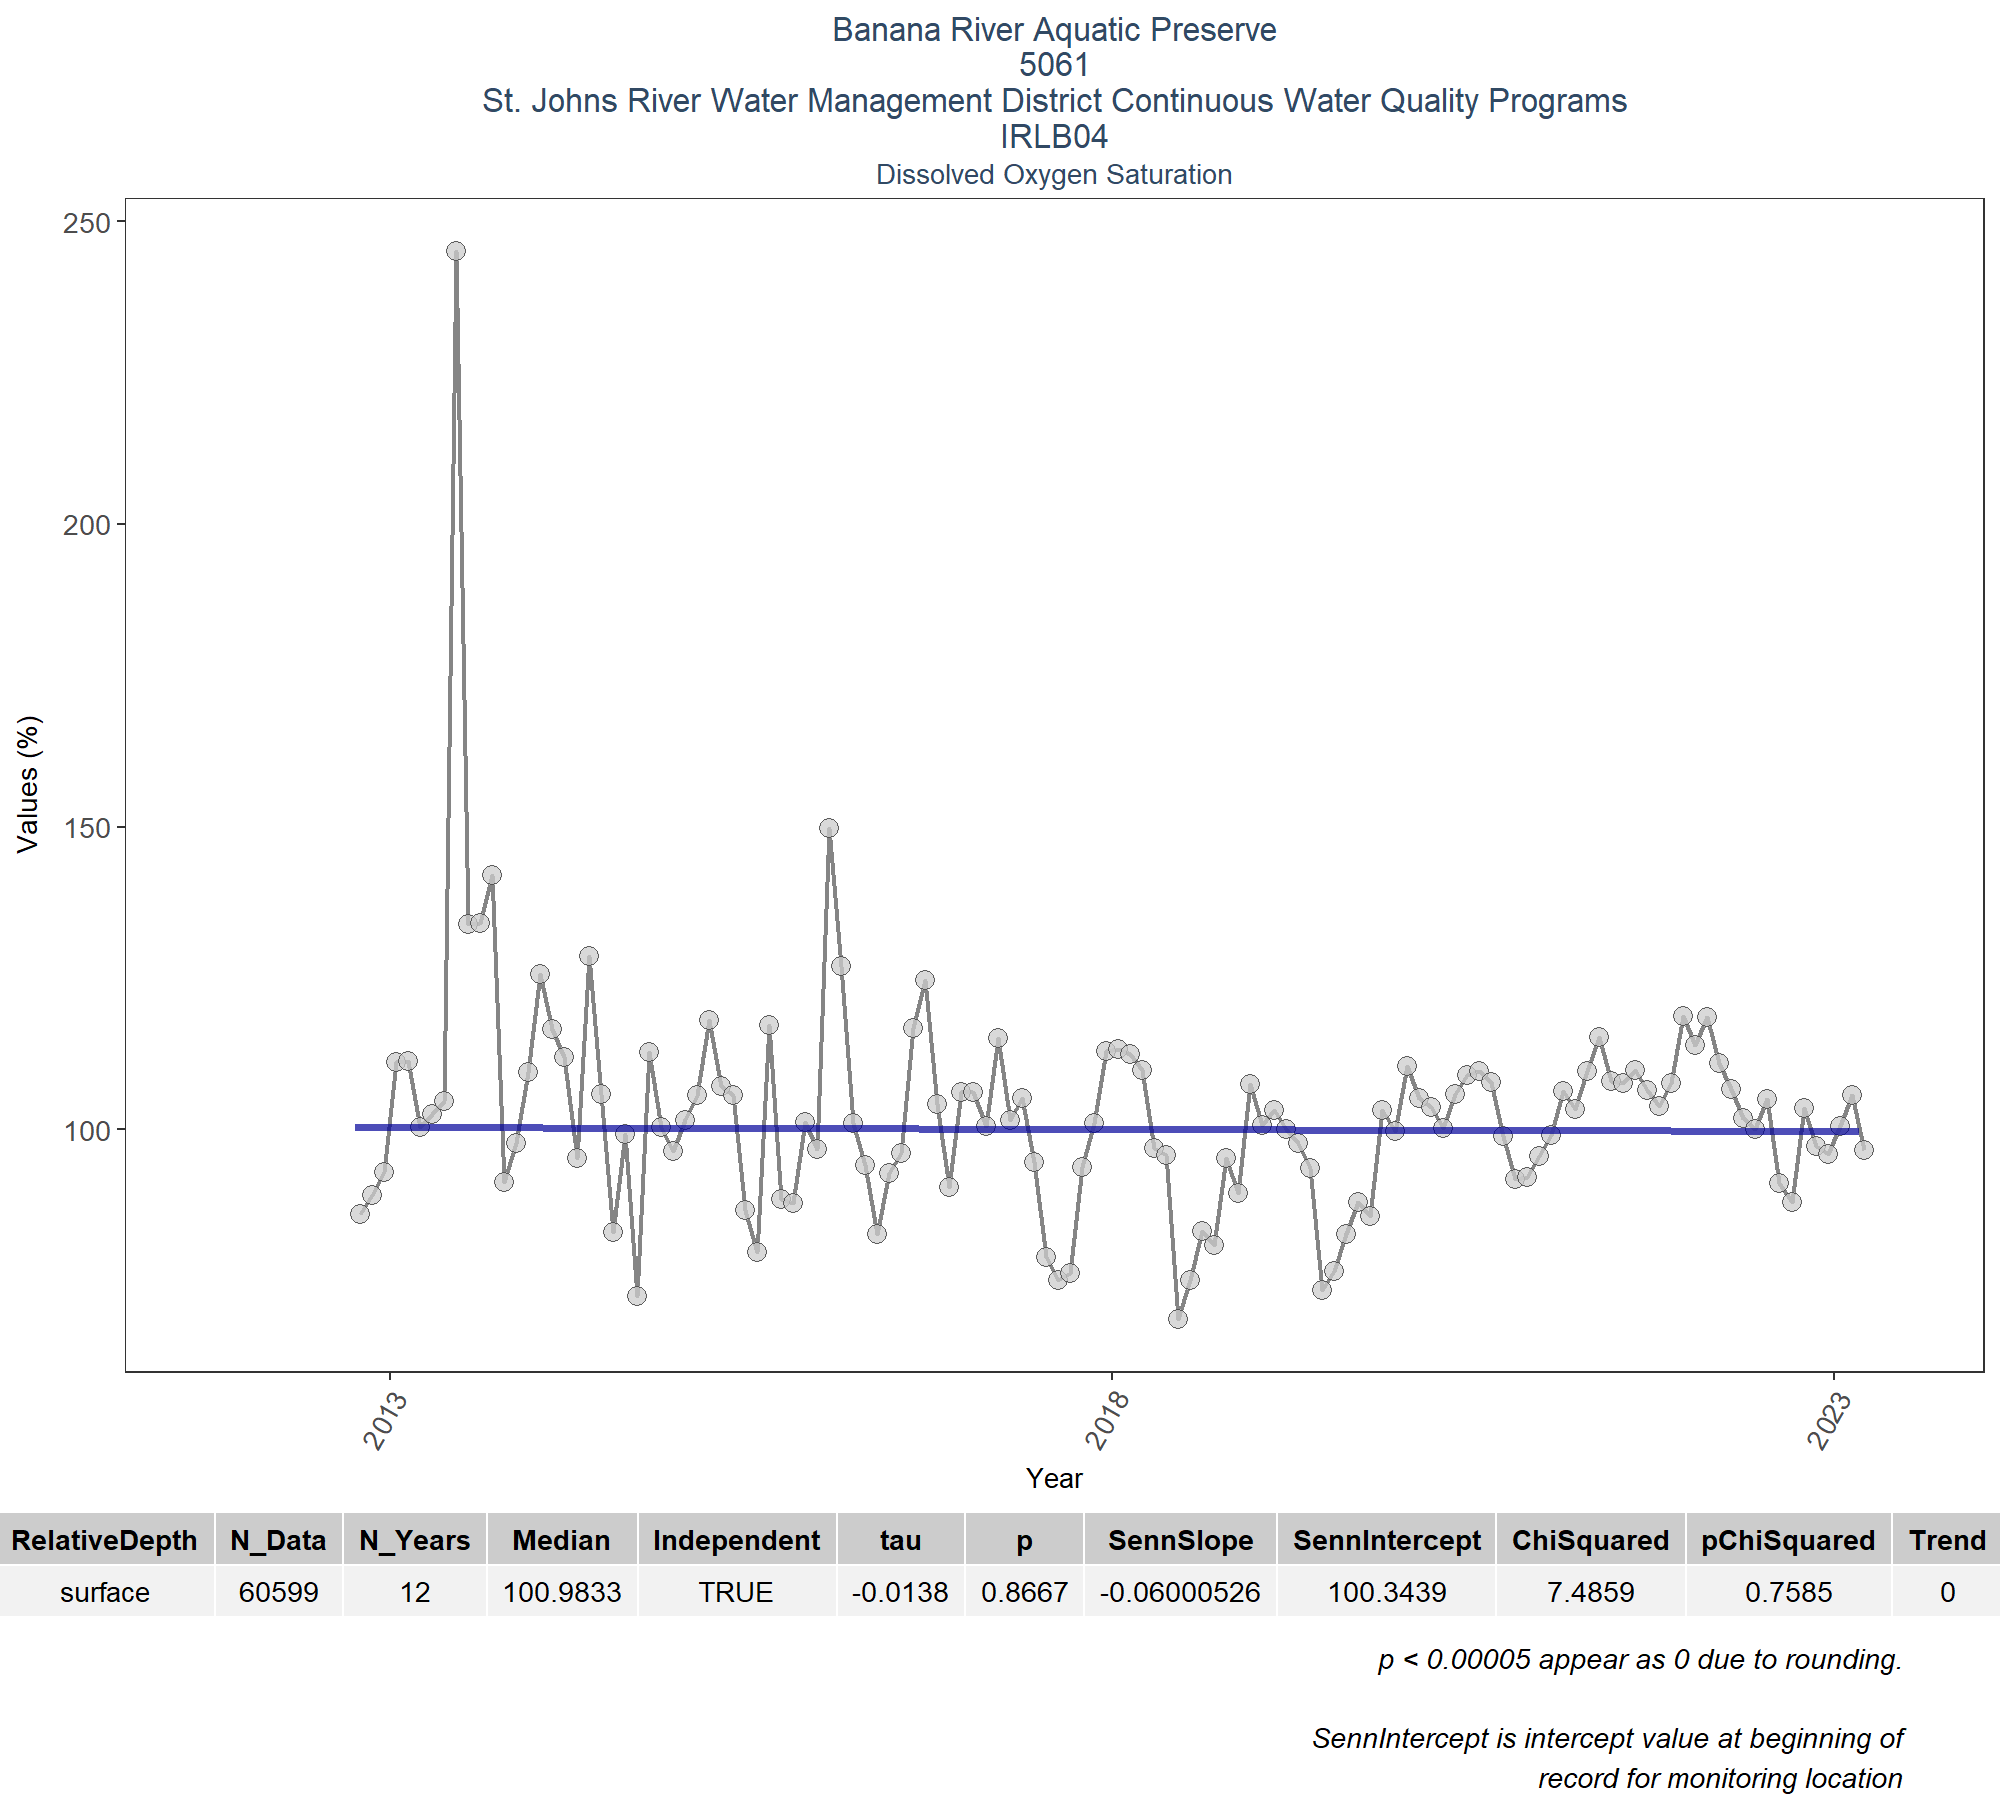 Banana River Aquatic Preserve
5061
St. Johns River Water Management District Continuous Water Quality Programs
IRLB04
Dissolved Oxygen Saturation
250
200
150
100
Values (%)
2013 2018 2023
Year
RelativeDepth N_Data N_Years Median Independent tau p SennSlope SennIntercept ChiSquared pChiSquared Trend
surface 60599 12 100.9833 TRUE -0.0138 0.8667 -0.06000526 100.3439 7.4859 0.7585 0
p < 0.00005 appear as 0 due to rounding.
SennIntercept is intercept value at beginning of
record for monitoring location